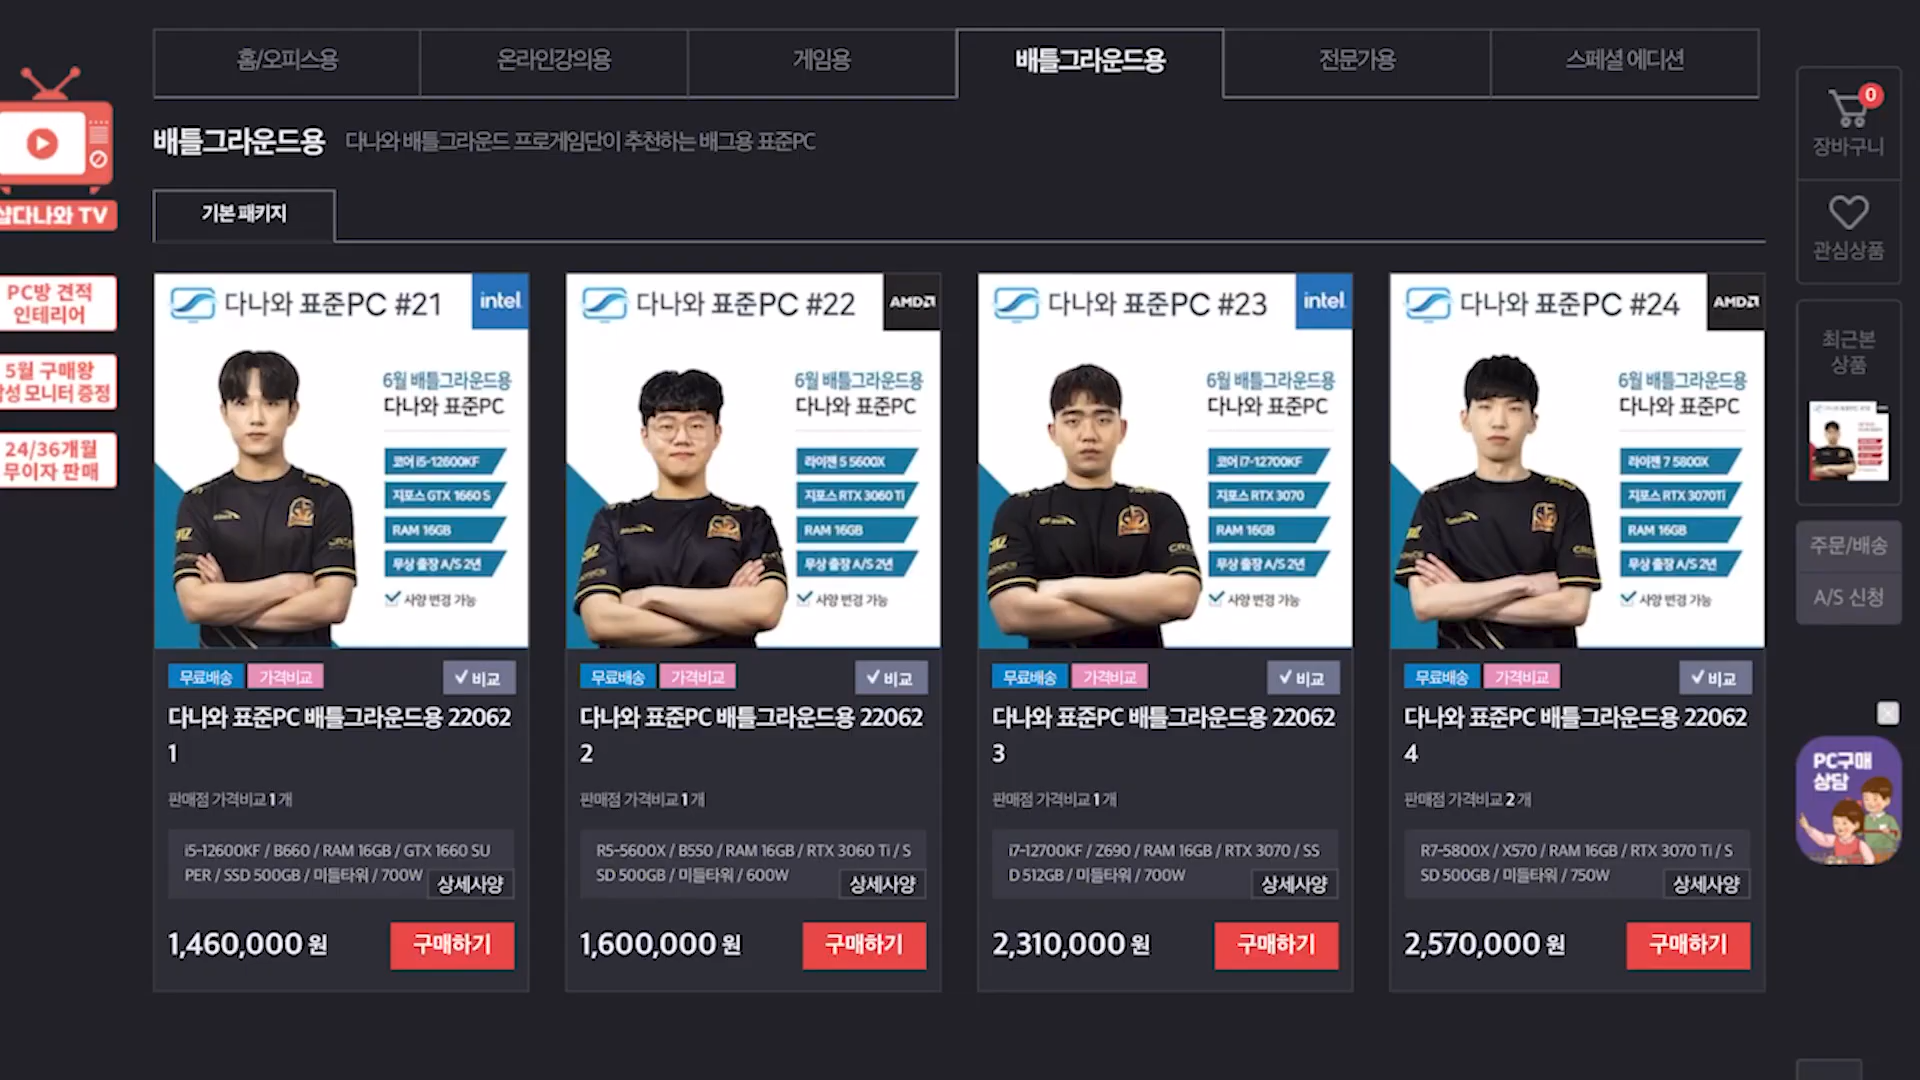 홈/오피스용
온라인강의용
게임용
배틀그라운드용
전문가용
스페셜 에디션
배틀그라운드용 다나와 배틀그라운드 프로게임단이 추천하는 배그용 표준PC
기본 패키지
샵다나와 TV
PC방 견적
인테리어
5월 구매왕
삼성 모니터 증정
24/36개월
무이자 판매
다나와 표준PC #21
intel
6월 배틀그라운드용
다나와 표준PC
코어 i5-12600KF
지포스 GTX 1660 S
RAM 16GB
무상 출장 A/S 2년
사양 변경 가능
무료배송
가격비교
비교
다나와 표준PC 배틀그라운드용 22062
1
판매점 가격비교 1 개
i5-12600KF / B660 / RAM 16GB / GTX 1660 SU
PER / SSD 500GB / 미들타워 / 700W
상세사양
1,460,000 원
구매하기
다나와 표준PC #22
AMD
6월 배틀그라운드용
다나와 표준PC
라이젠 5 5600X
지포스 RTX 3060 Ti
RAM 16GB
무상 출장 A/S 2년
사양 변경 가능
무료배송
가격비교
비교
다나와 표준PC 배틀그라운드용 22062
2
판매점 가격비교 1 개
R5-5600X / B550 / RAM 16GB / RTX 3060 Ti / S
SD 500GB / 미들타워 / 600W
상세사양
1,600,000 원
구매하기
다나와 표준PC #23
intel
6월 배틀그라운드용
다나와 표준PC
코어 i7-12700KF
지포스 RTX 3070
RAM 16GB
무상 출장 A/S 2년
사양 변경 가능
무료배송
가격비교
비교
다나와 표준PC 배틀그라운드용 22062
3
판매점 가격비교 1 개
i7-12700KF / Z690 / RAM 16GB / RTX 3070 / SS
D 512GB / 미들타워 / 700W
상세사양
2,310,000 원
구매하기
다나와 표준PC #24
AMD
6월 배틀그라운드용
다나와 표준PC
라이젠 7 5800X
지포스 RTX 3070Ti
RAM 16GB
무상 출장 A/S 2년
사양 변경 가능
무료배송
가격비교
비교
다나와 표준PC 배틀그라운드용 22062
4
판매점 가격비교 2 개
R7-5800X / X570 / RAM 16GB / RTX 3070 Ti / S
SD 500GB / 미들타워 / 750W
상세사양
2,570,000 원
구매하기
0
장바구니
관심상품
최근본
상품
주문/배송
A/S 신청
PC구매
상담